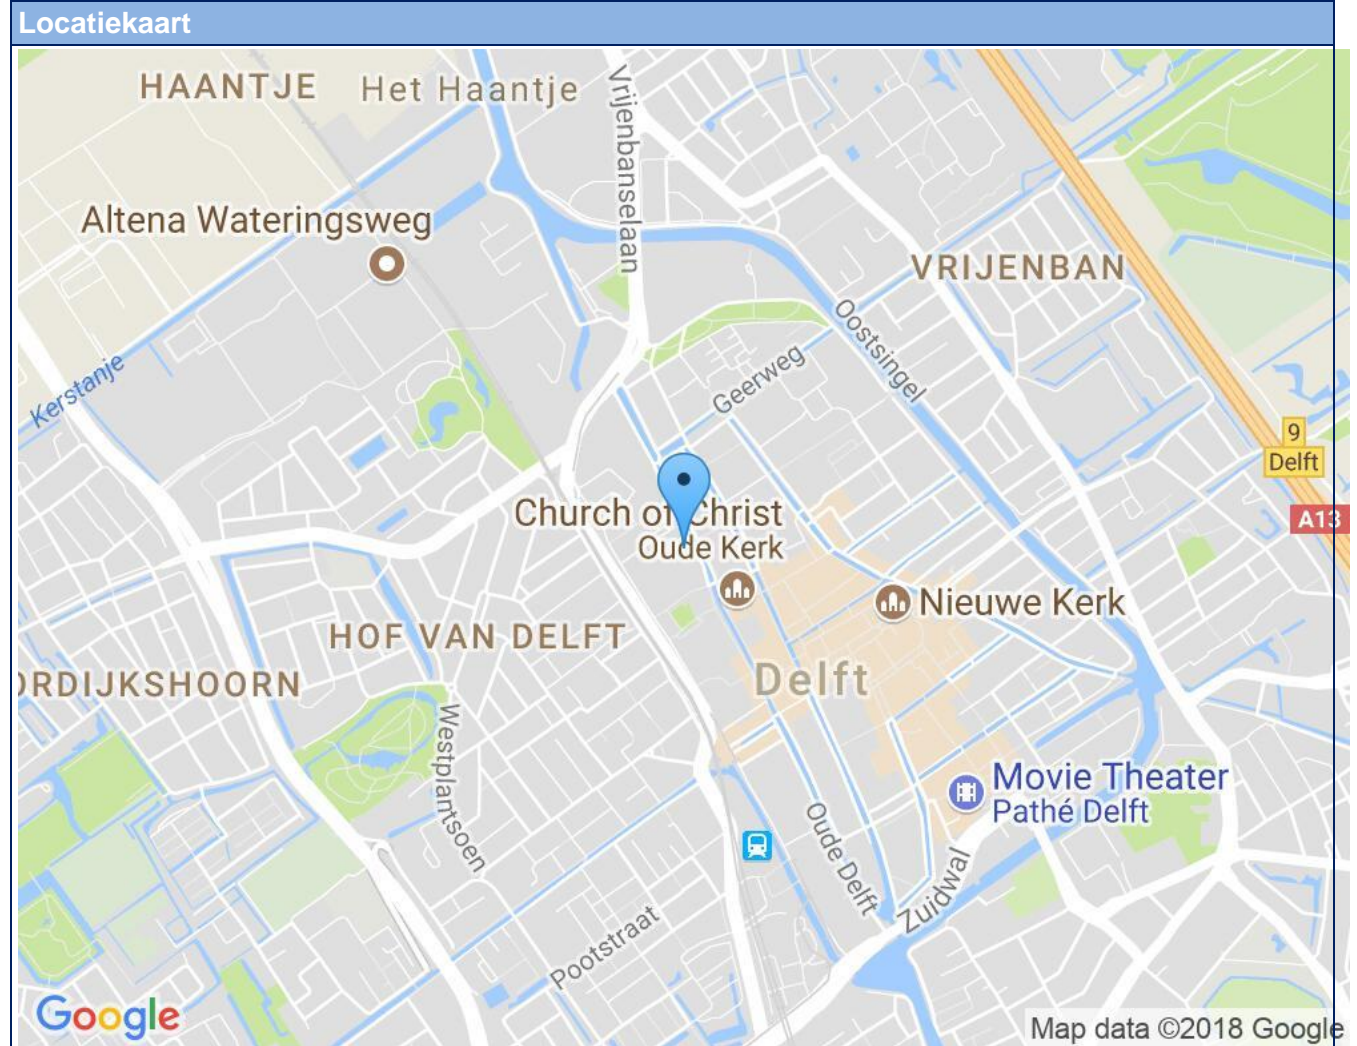 Locatiekaart
HAANTJE
Het Haantje
Vrijenbanselaan
Altena Wateringsweg
VRIJENBAN
Oostsingel
Kerstanje
Geerweg
9
Delft
Church of Christ
A13
Oude Kerk
Nieuwe Kerk
HOF VAN DELFT
ORDIJKSHOORN
Delft
Westplantsoen
Movie Theater
Pathé Delft
Oude Delft
Zuidwal
Pootstraat
Google
Map data ©2018 Google